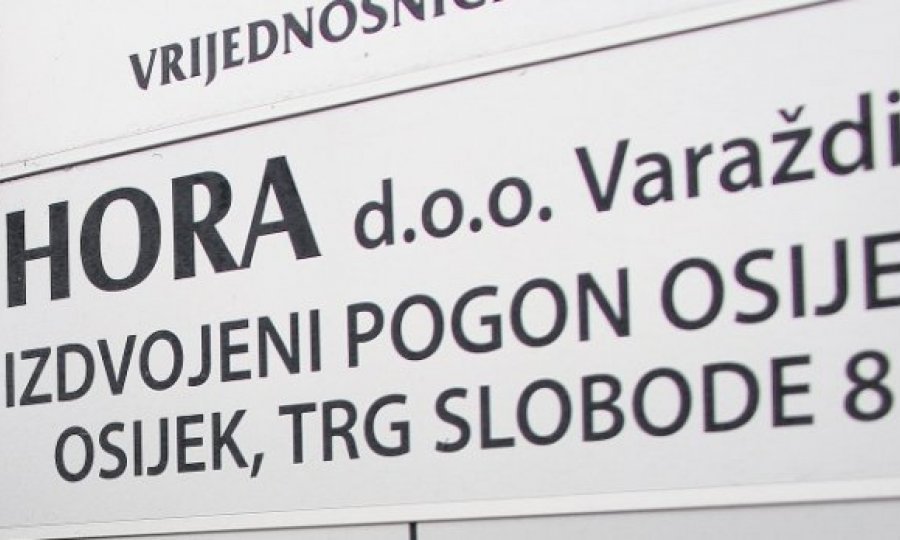 VRIJEDNOSNIC
HORA d.o.o. Varaždi
IZDVOJENI POGON OSIJE
OSIJEK, TRG SLOBODE 8